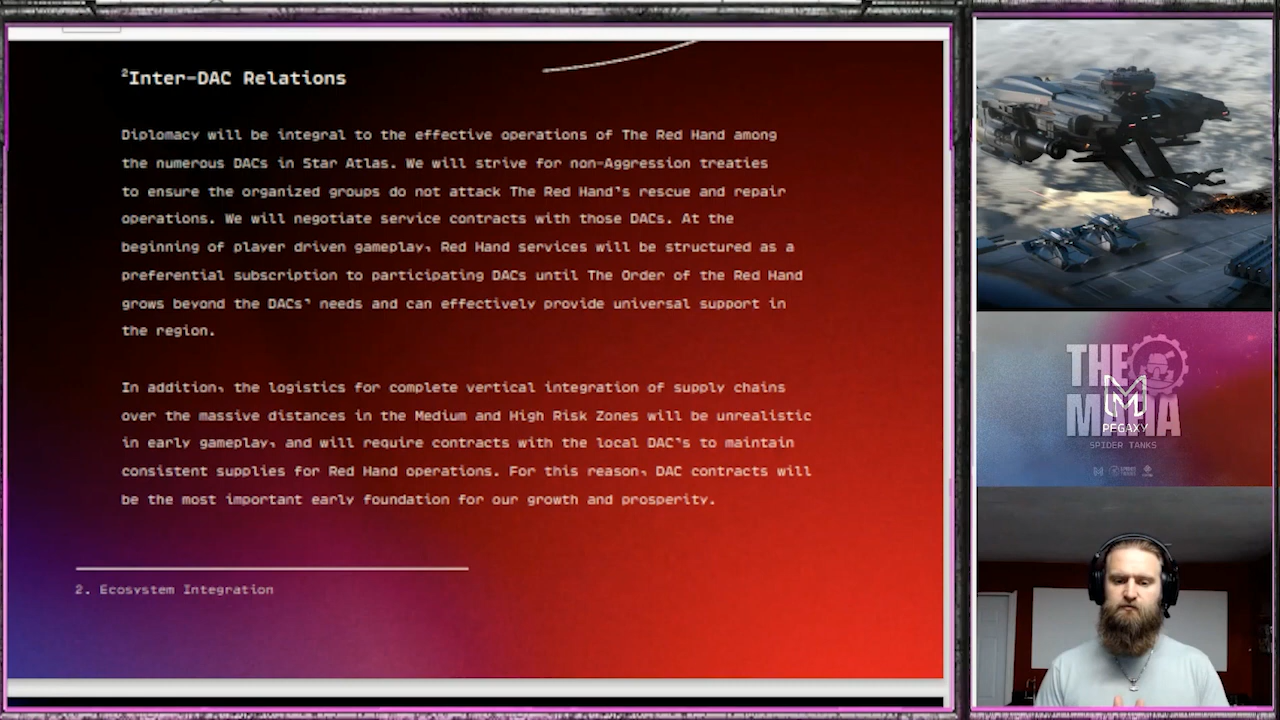 ²Inter-DAC Relations
Diplomacy will be integral to the effective operations of The Red Hand among
the numerous DACs in Star Atlas. We will strive for non-Aggression treaties
to ensure the organized groups do not attack The Red Hand's rescue and repair
operations. We will negotiate service contracts with those DACs. At the
beginning of player driven gameplay, Red Hand services will be structured as a
preferential subscription to participating DACs until The Order of the Red Hand
grows beyond the DACs' needs and can effectively provide universal support in
the region.
In addition, the logistics for complete vertical integration of supply chains
over the massive distances in the Medium and High Risk Zones will be unrealistic
in early gameplay, and will require contracts with the local DAC's to maintain
consistent supplies for Red Hand operations. For this reason, DAC contracts will
be the most important early foundation for our growth and prosperity.
2. Ecosystem Integration
THE
MANA
PEGAXY
SPIDER TANKS